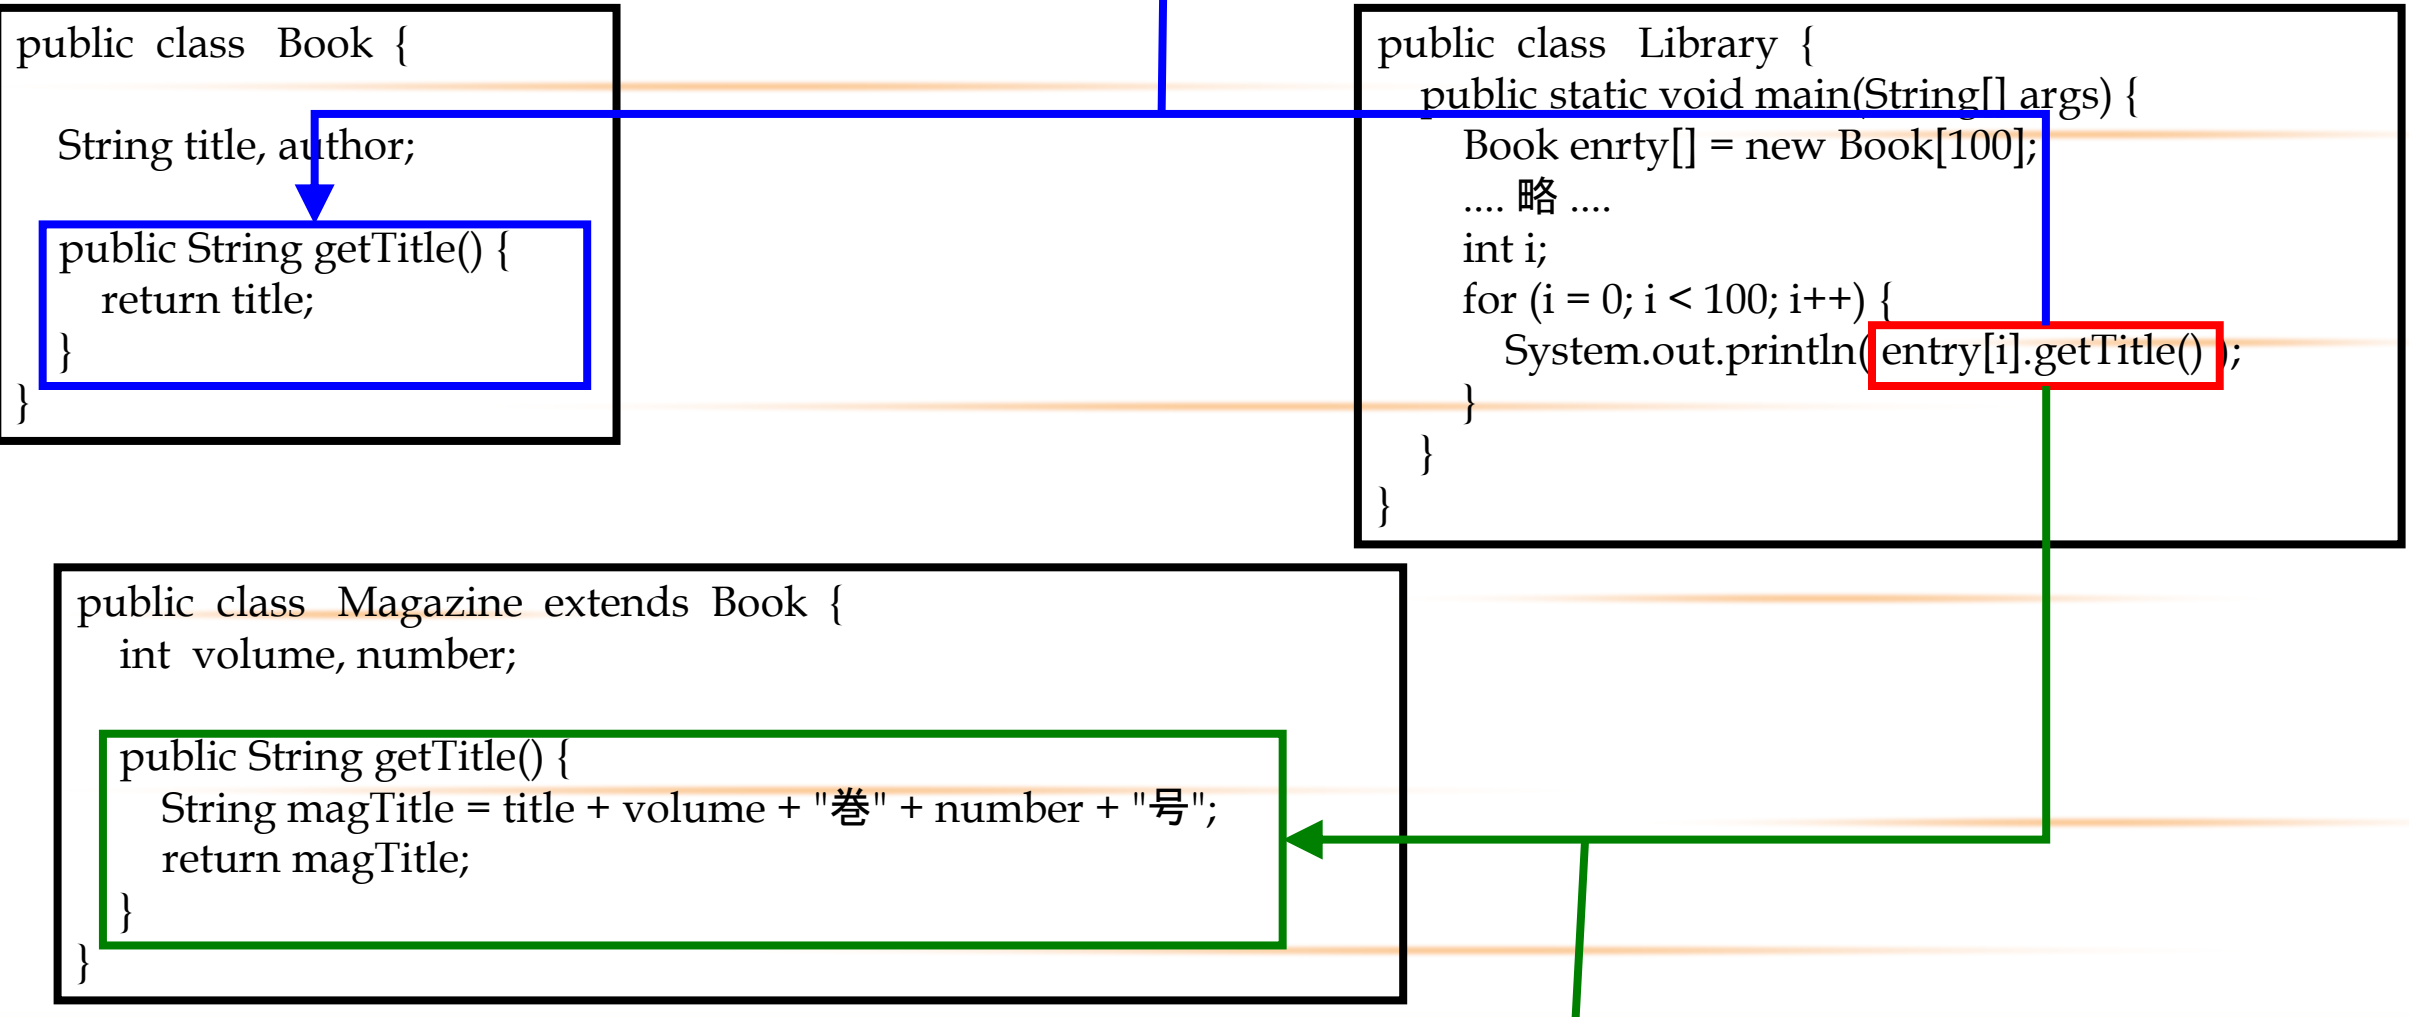 public class Book {
String title, author;
public String getTitle() {
return title;
}
}
public class Library {
public static void main(String[] args) {
Book enrty[] = new Book[100];
.... 略 ....
int i;
for (i = 0; i < 100; i++) {
System.out.println( entry[i].getTitle() );
}
}
}
public class Magazine extends Book {
int volume, number;
public String getTitle() {
String magTitle = title + volume + "巻" + number + "号";
return magTitle;
}
}